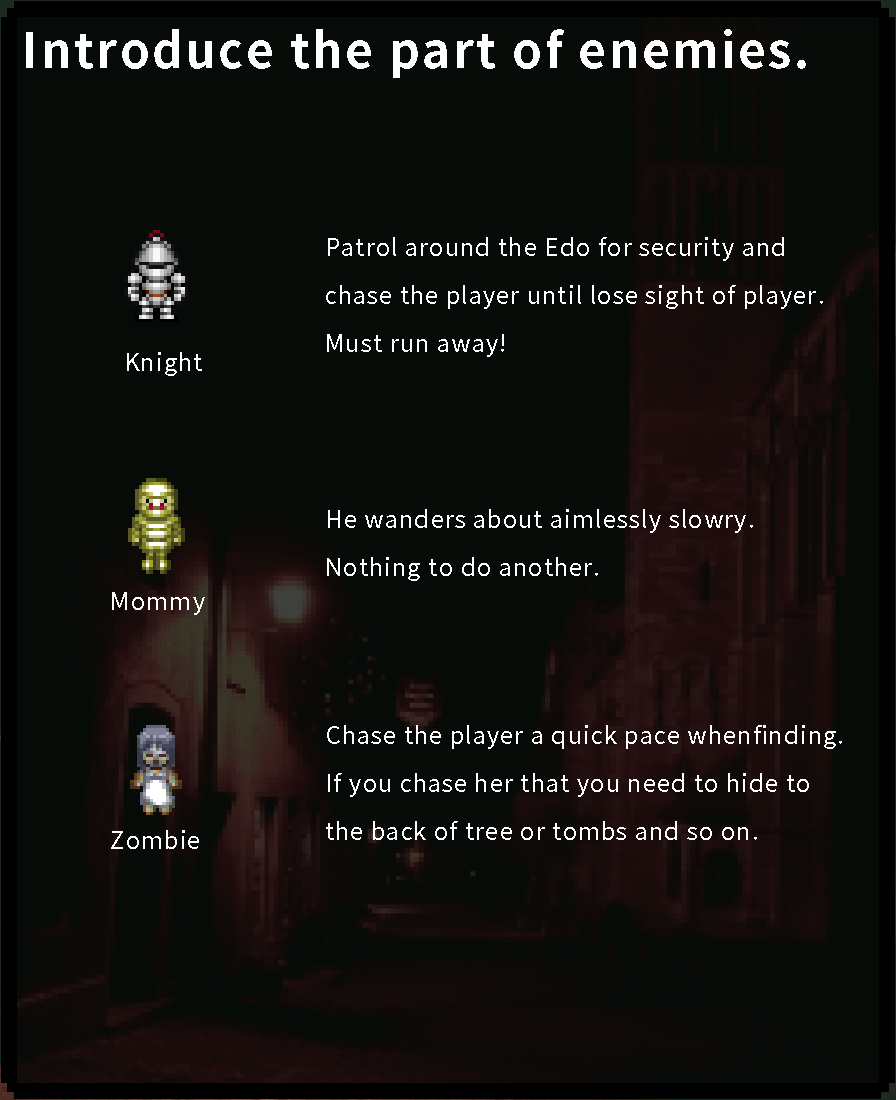 Introduce the part of enemies.
Patrol around the Edo for security and
chase the player until lose sight of player.
Must run away!
Knight
He wanders about aimlessly slowry.
Nothing to do another.
Mommy
Chase the player a quick pace whenfinding.
If you chase her that you need to hide to
the back of tree or tombs and so on.
Zombie